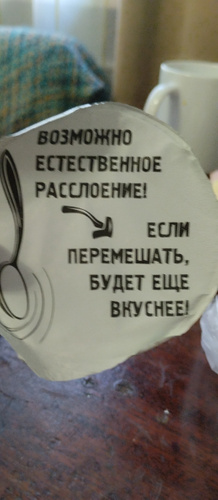 ВОЗМОЖНО
ЕСТЕСТВЕННОЕ
РАССЛОЕНИЕ!
ЕСЛИ
ПЕРЕМЕШАТЬ,
БУДЕТ ЕЩЕ
ВКУСНЕЕ!